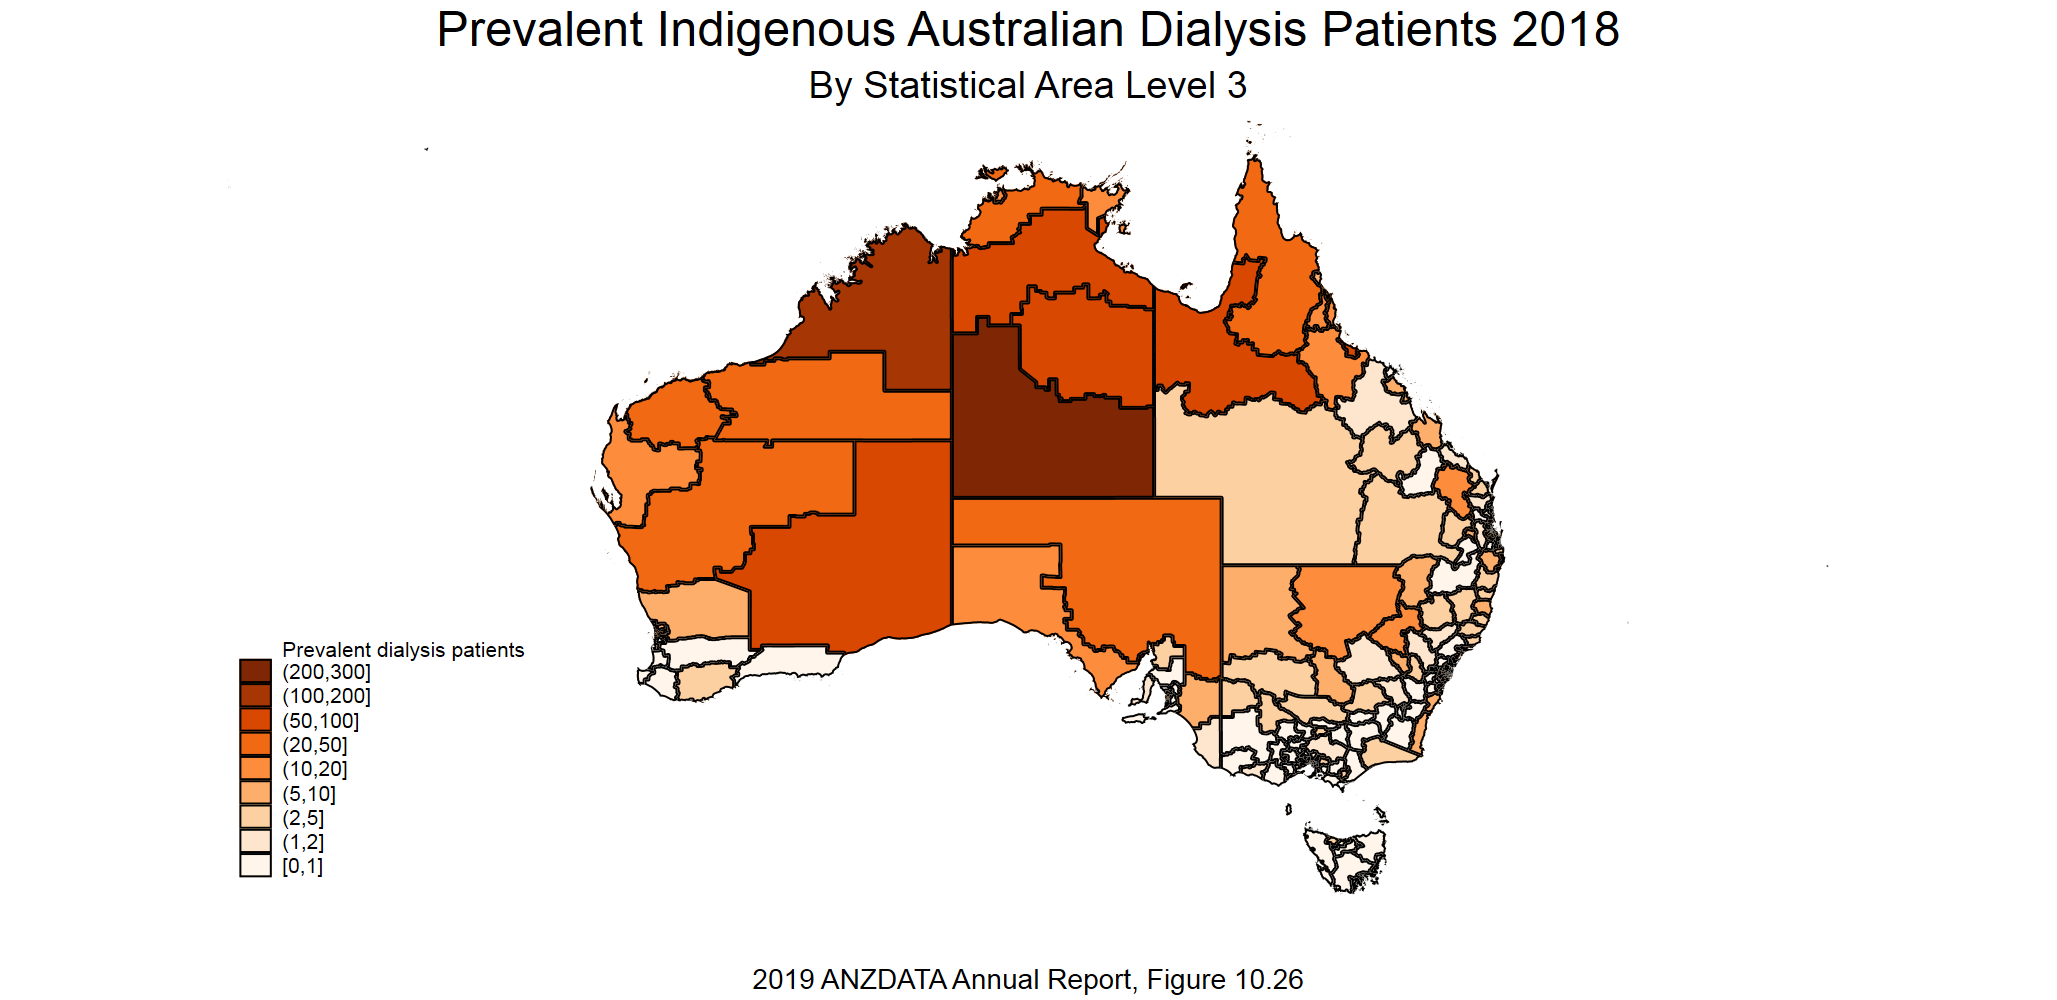 Prevalent Indigenous Australian Dialysis Patients 2018
By Statistical Area Level 3
Prevalent dialysis patients
(200,300]
(100,200]
(50,100]
(20,50]
(10,20]
(5,10]
(2,5]
(1,2]
[0,1]
2019 ANZDATA Annual Report, Figure 10.26